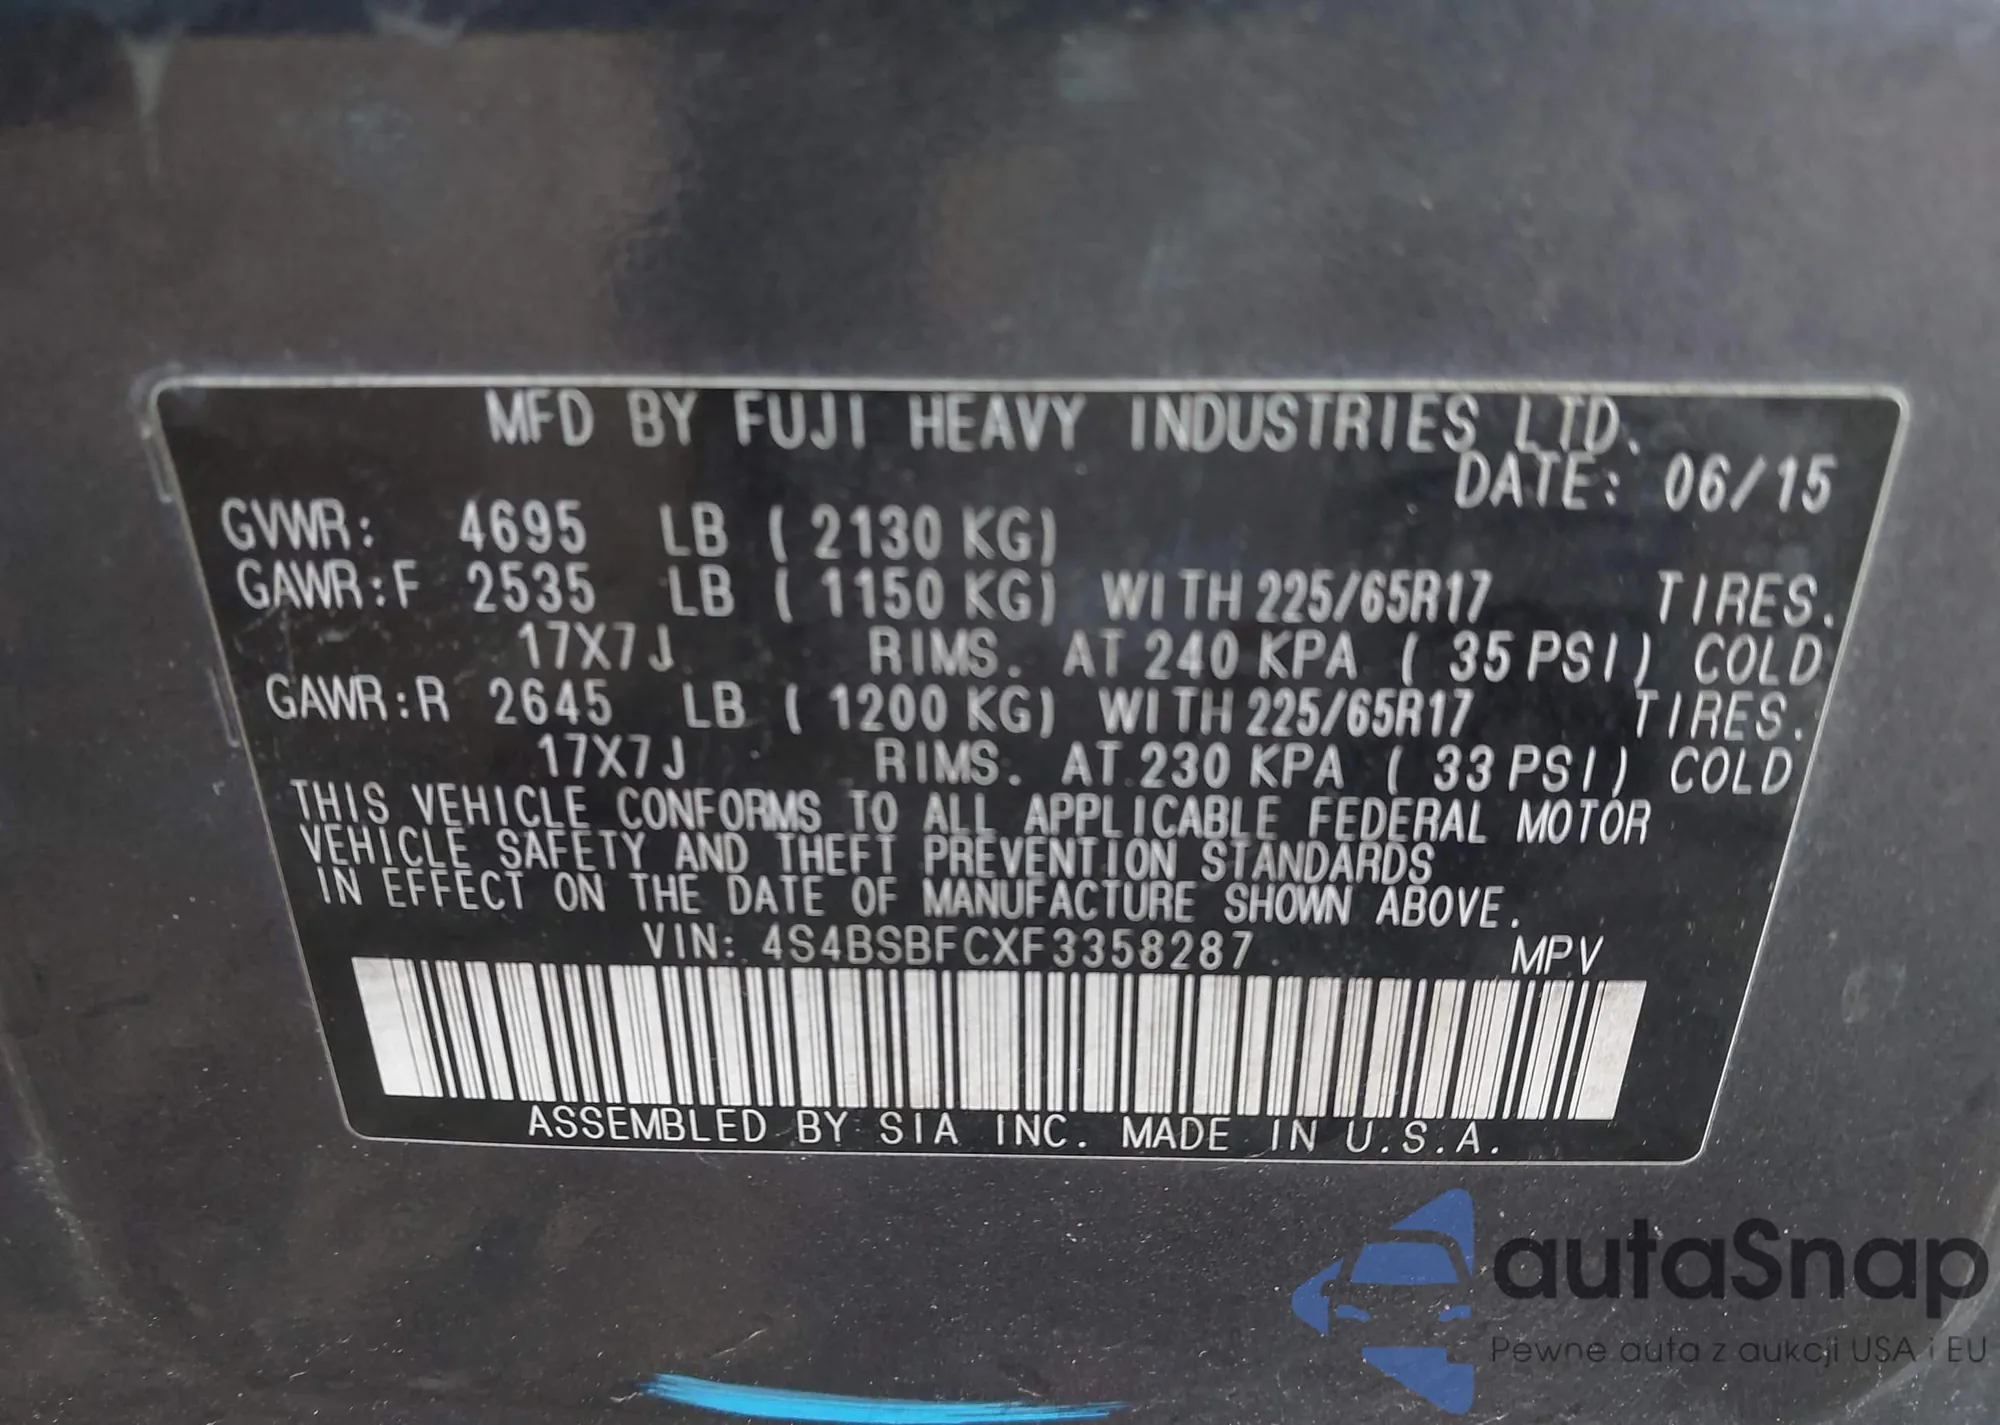 MFD BY FUJI HEAVY INDUSTRIES LTD.
DATE: 06/15
GVWR: 4695 LB ( 2130 KG)
GAWR:F 2535 LB ( 1150 KG) WITH 225/65R17 TIRES.
17X7J RIMS. AT 240 KPA ( 35 PSI) COLD
GAWR:R 2645 LB ( 1200 KG) WITH 225/65R17 TIRES.
17X7J RIMS. AT 230 KPA ( 33 PSI) COLD
THIS VEHICLE CONFORMS TO ALL APPLICABLE FEDERAL MOTOR
VEHICLE SAFETY AND THEFT PREVENTION STANDARDS
IN EFFECT ON THE DATE OF MANUFACTURE SHOWN ABOVE.
VIN: 4S4BSBFCXF3358287 MPV
ASSEMBLED BY SIA INC. MADE IN U.S.A.
autaSnap
Pewne auta z aukcji USA i EU